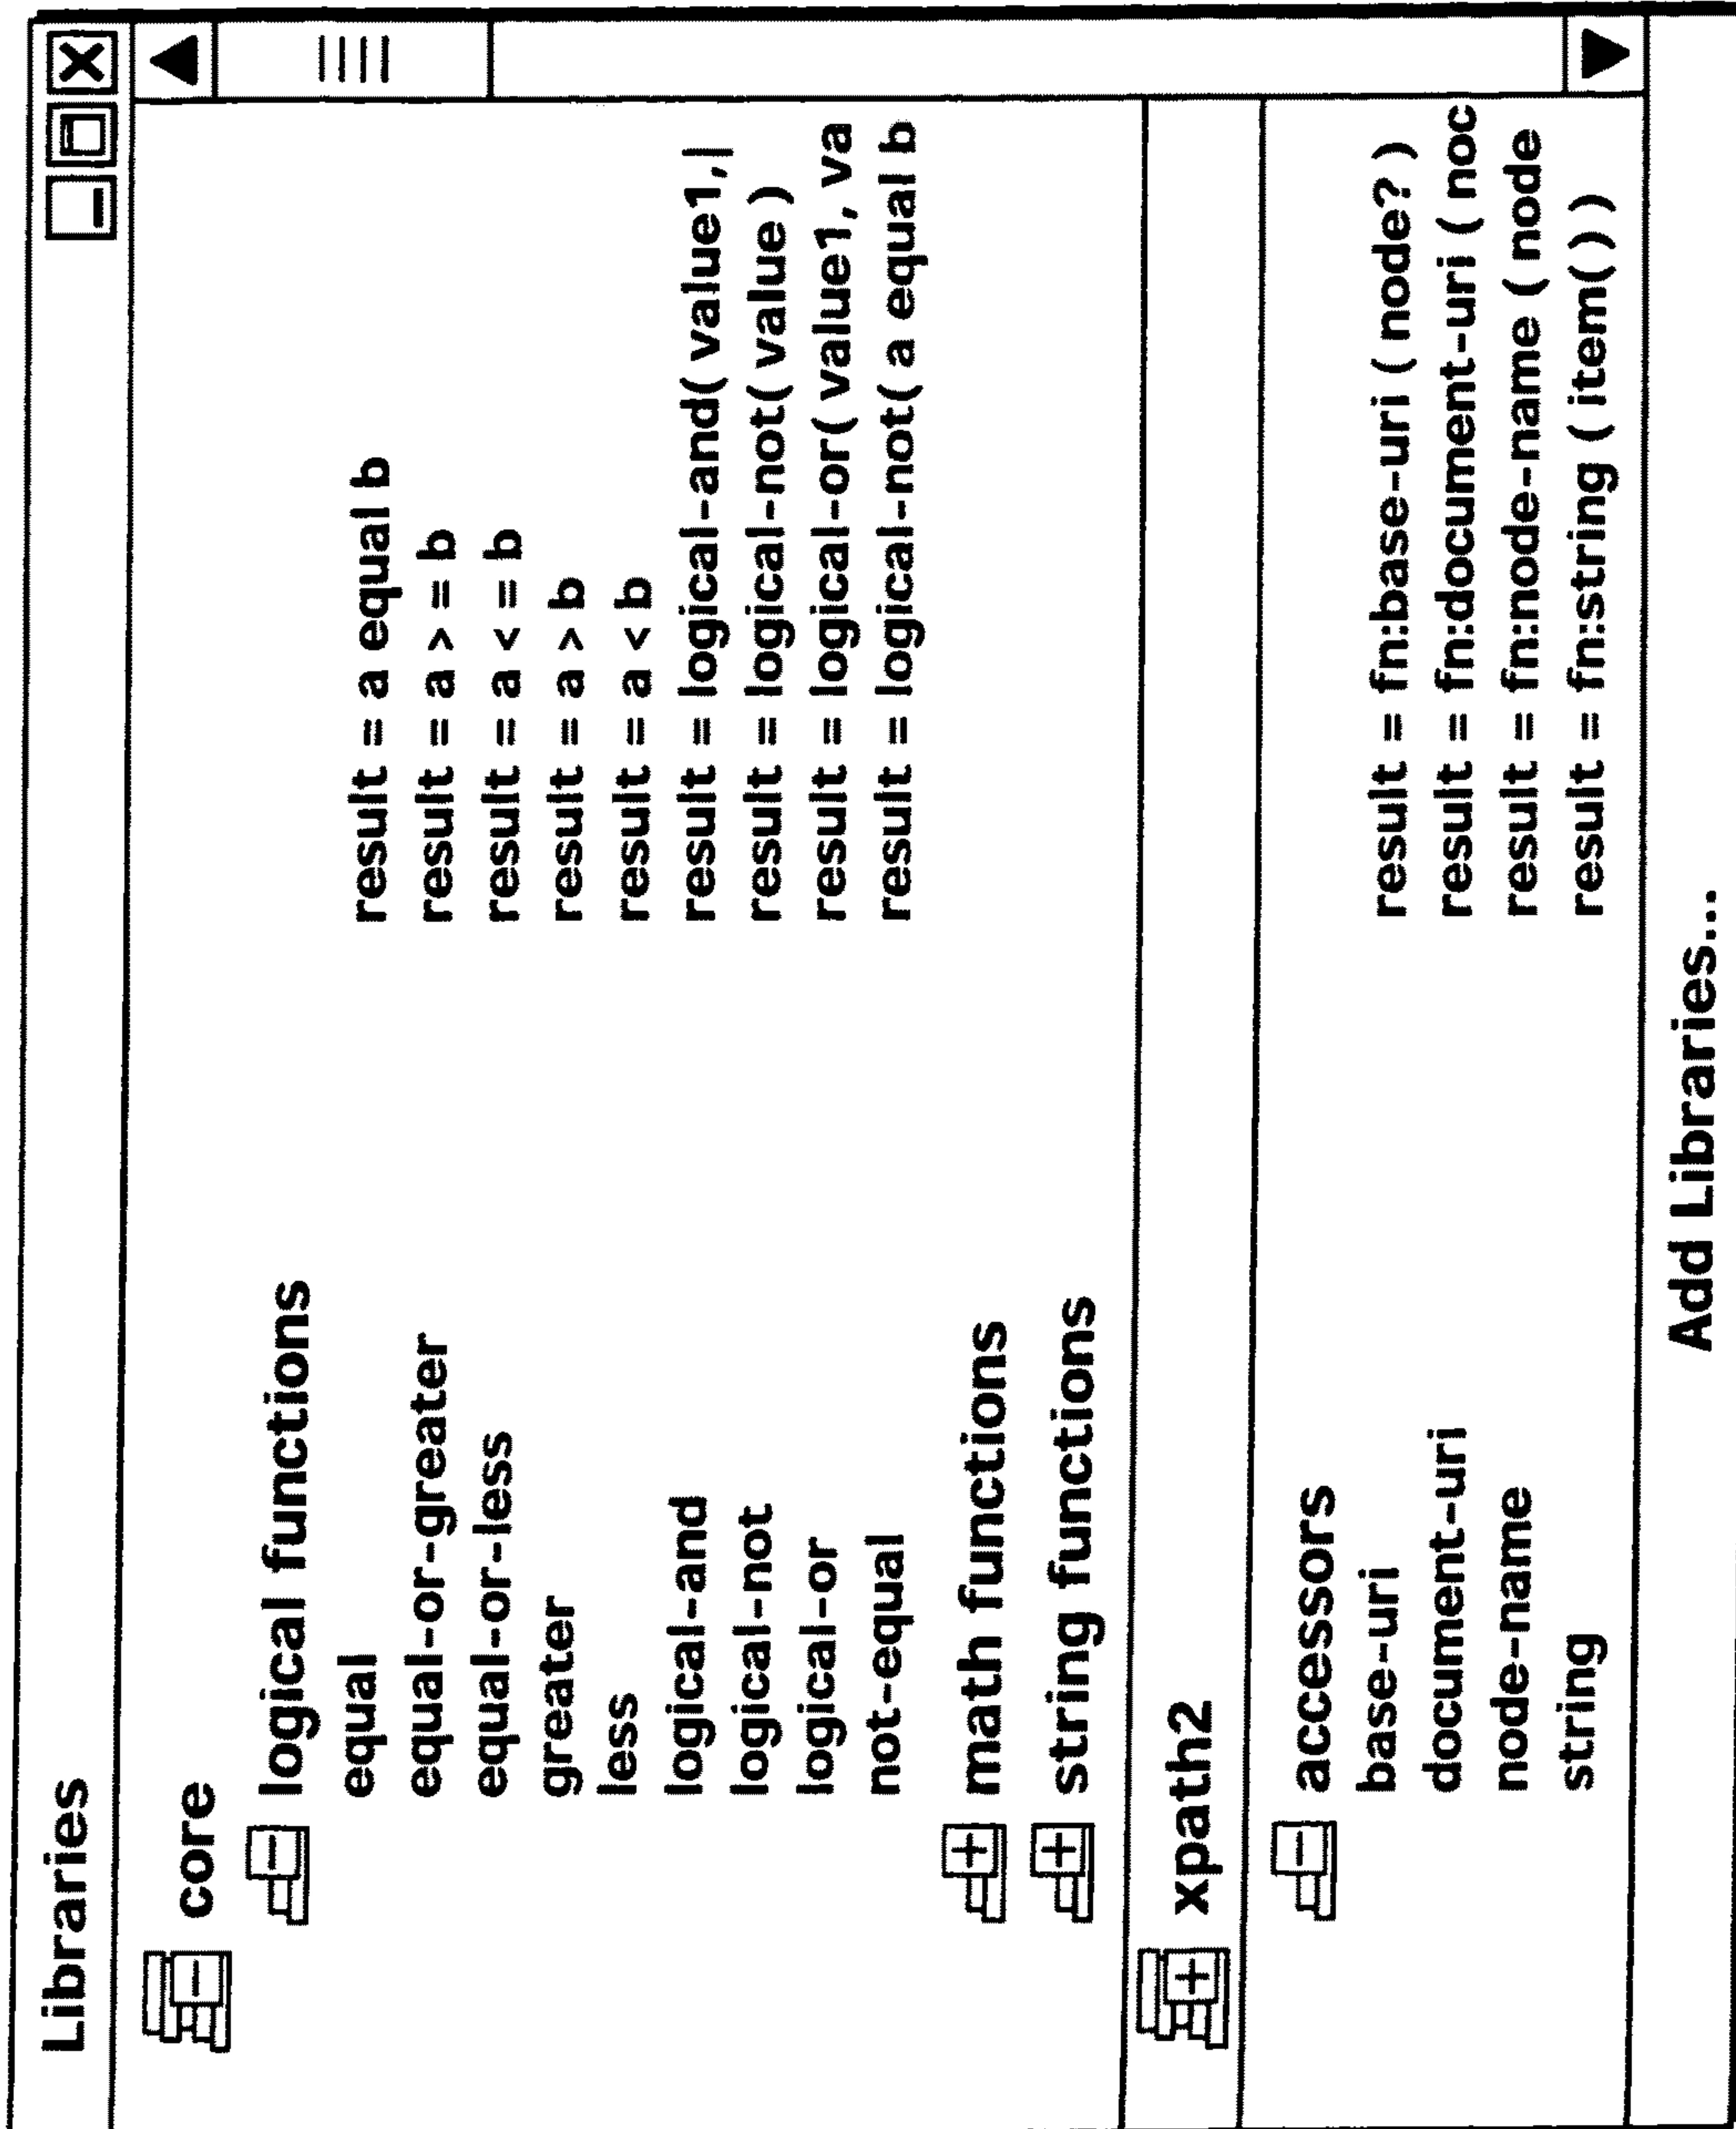 Libraries
core
logical functions
equal result = a equal b
equal-or-greater result = a > = b
equal-or-less result = a < = b
greater result = a > b
less result = a < b
logical-and result = logical-and( value1,|
logical-not result = logical-not( value )
logical-or result = logical-or( value1, va
not-equal result = logical-not( a equal b
math functions
string functions
xpath2
accessors
base-uri result = fn:base-uri ( node? )
document-uri result = fn:document-uri ( noc
node-name result = fn:node-name ( node
string result = fn:string ( item( ) )
Add Libraries...